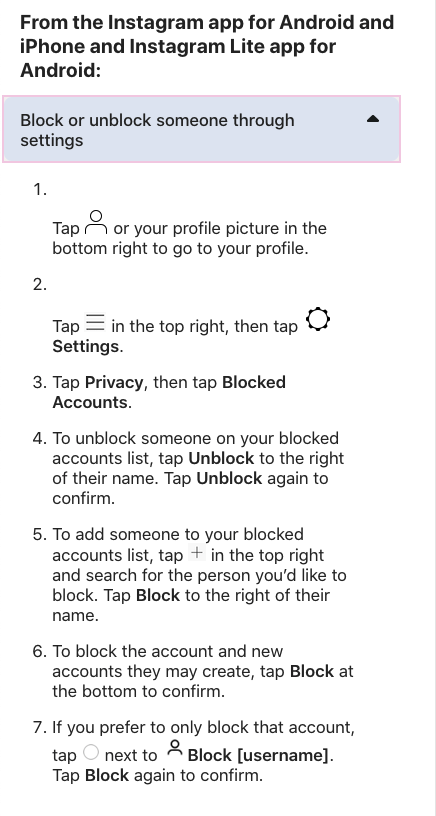 From the Instagram app for Android and
iPhone and Instagram Lite app for
Android:
Block or unblock someone through
settings
1.
Tap or your profile picture in the
bottom right to go to your profile.
2.
Tap in the top right, then tap
Settings.
3. Tap Privacy, then tap Blocked
Accounts.
4. To unblock someone on your blocked
accounts list, tap Unblock to the right
of their name. Tap Unblock again to
confirm.
5. To add someone to your blocked
accounts list, tap + in the top right
and search for the person you’d like to
block. Tap Block to the right of their
name.
6. To block the account and new
accounts they may create, tap Block at
the bottom to confirm.
7. If you prefer to only block that account,
tap next to Block [username].
Tap Block again to confirm.